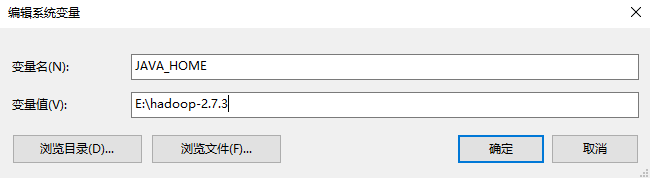 编辑系统变量
变量名(N): JAVA_HOME
变量值(V): E:\hadoop-2.7.3
浏览目录(D)... 浏览文件(F)... 确定 取消